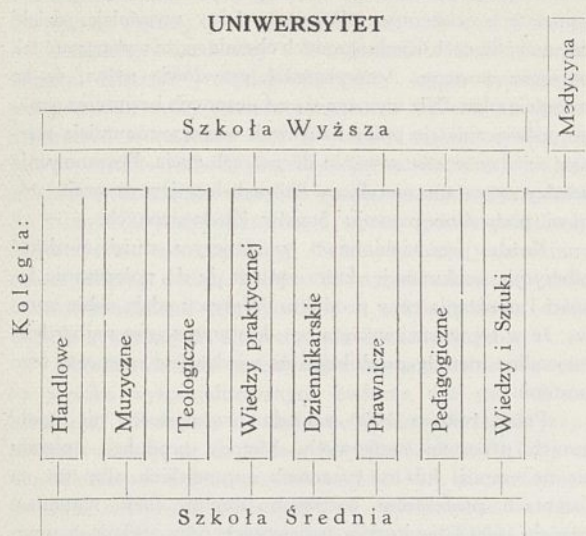 UNIWERSYTET
Medycyna
Szkoła Wyższa
Kolegia:
Handlowe
Muzyczne
Teologiczne
Wiedzy Praktycznej
Dziennikarskie
Prawnicze
Pedagogiczne
Wiedzy i Sztuki
Szkoła Średnia